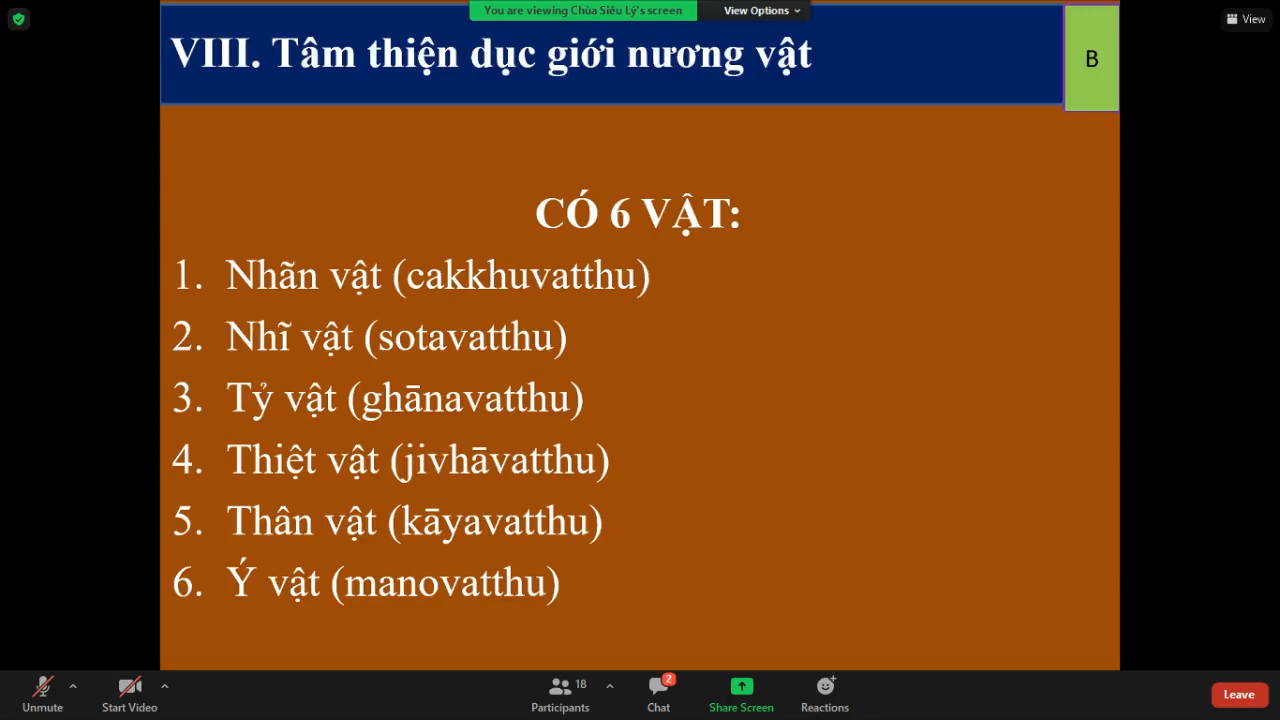 You are viewing Chùa Siêu Lý's screen
View Options
View
VIII. Tâm thiện dục giới nương vật
B
CÓ 6 VẬT:
1. Nhãn vật (cakkhuvatthu)
2. Nhĩ vật (sotavatthu)
3. Tỷ vật (ghānavatthu)
4. Thiệt vật (jivhāvatthu)
5. Thân vật (kāyavatthu)
6. Ý vật (manovatthu)
Unmute
Start Video
18
Participants
2
Chat
Share Screen
Reactions
Leave